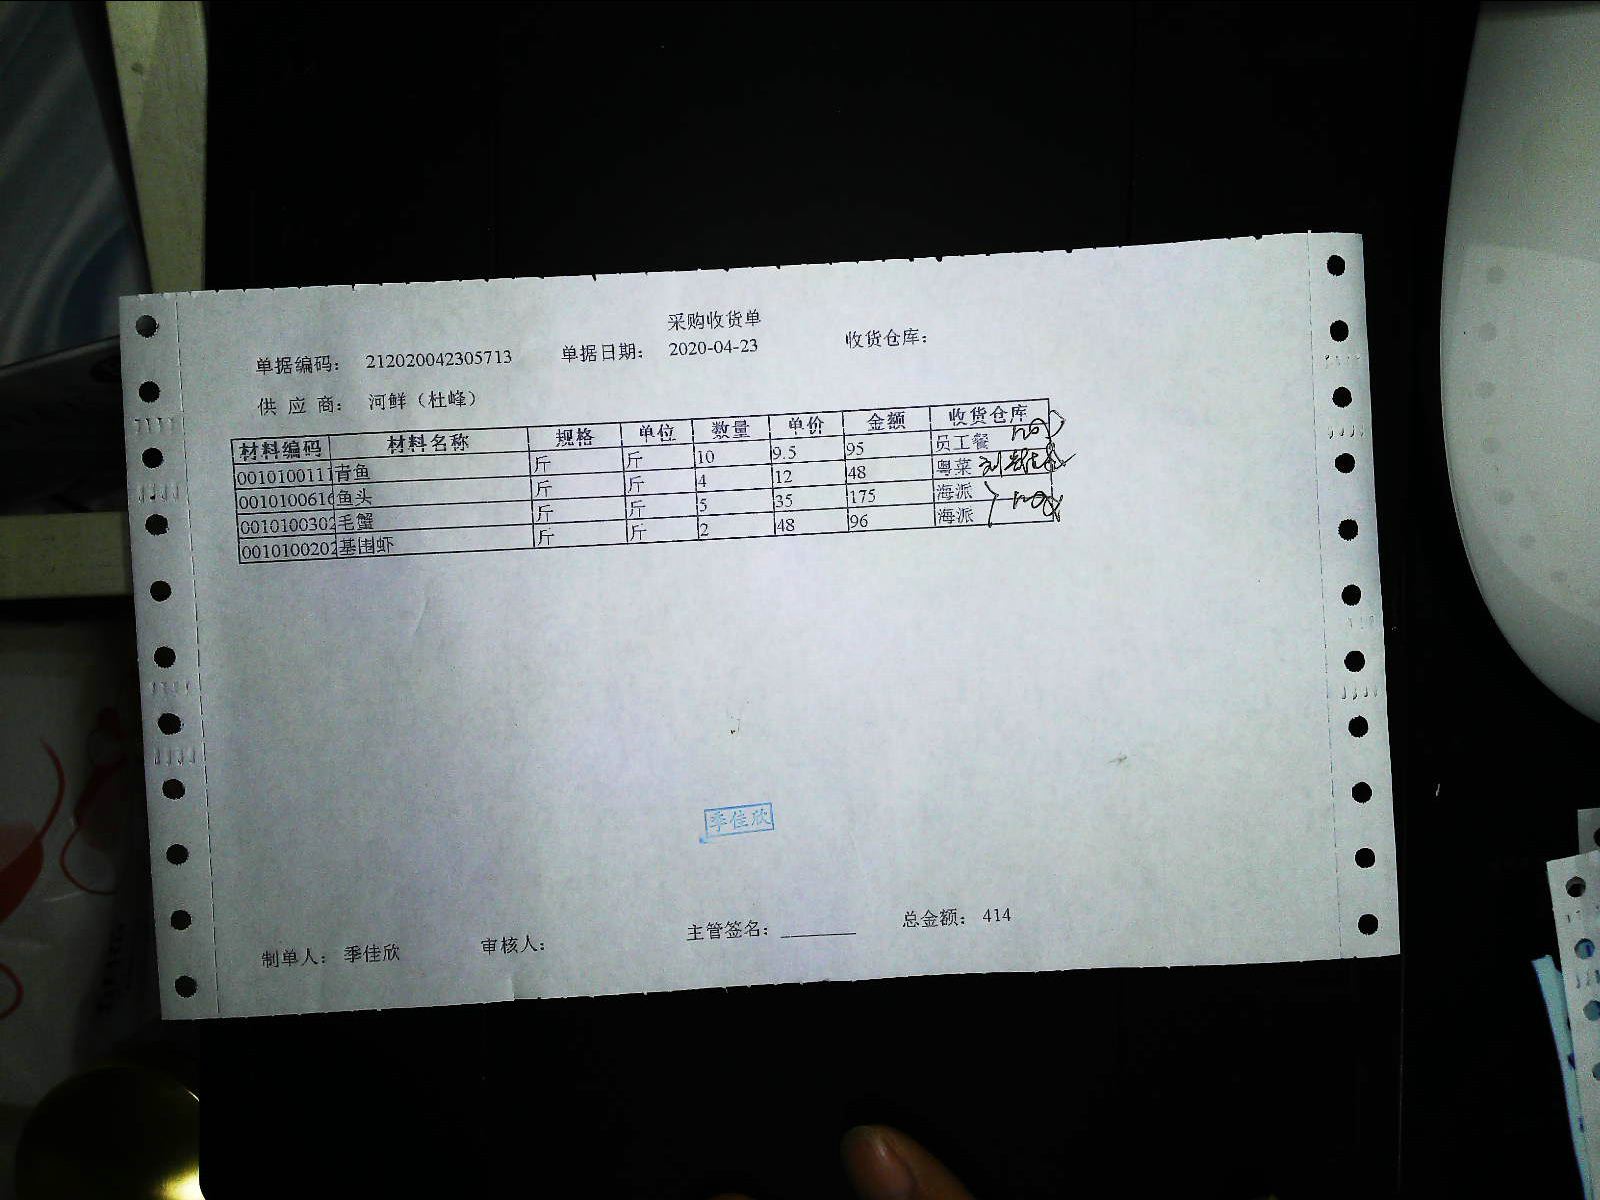 采购收货单
单据编码: 212020042305713 单据日期: 2020-04-23 收货仓库:
供 应 商: 河鲜（杜峰）
材料编码 材料名称 规格 单位 数量 单价 金额 收货仓库
0010100111 青鱼 斤 斤 10 9.5 95 员工餐
0010100616 鱼头 斤 斤 4 12 48 粤菜
0010100302 毛蟹 斤 斤 5 35 175 海派
0010100202 基围虾 斤 斤 2 48 96 海派
季佳欣
制单人: 季佳欣 审核人: 主管签名: ________ 总金额: 414